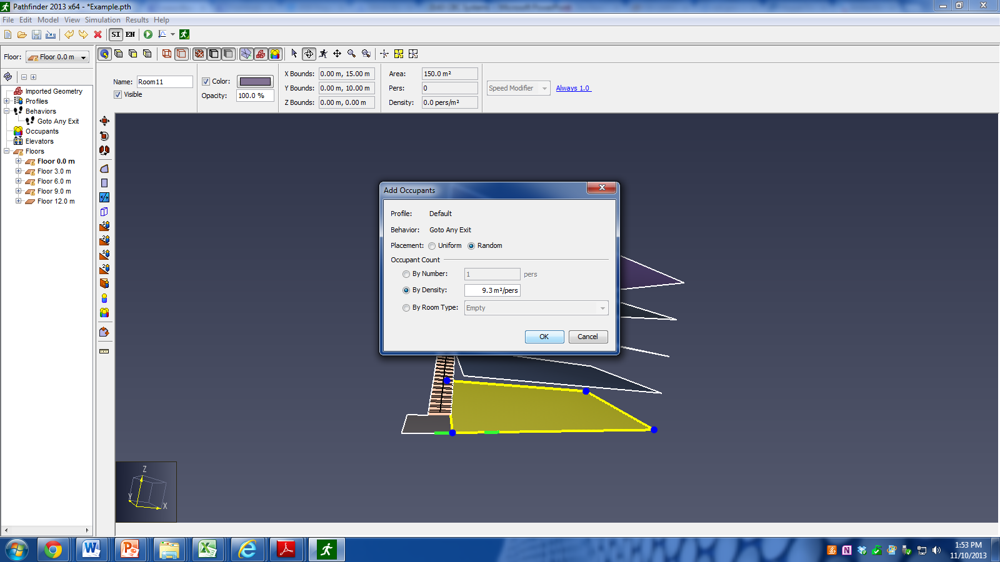 Pathfinder 2013 x64 - *Example.pth
File Edit Model View Simulation Results Help
SI EN
Floor: Floor 0.0 m
Name: Room11
Visible
Color:
Opacity: 100.0 %
X Bounds: 0.00 m, 15.00 m
Y Bounds: 0.00 m, 10.00 m
Z Bounds: 0.00 m, 0.00 m
Area: 150.0 m²
Pers: 0
Density: 0.0 pers/m²
Speed Modifier Always 1.0
Imported Geometry
Profiles
Behaviors
Goto Any Exit
Occupants
Elevators
Floors
Floor 0.0 m
Floor 3.0 m
Floor 6.0 m
Floor 9.0 m
Floor 12.0 m
Add Occupants
Profile: Default
Behavior: Goto Any Exit
Placement: Uniform Random
Occupant Count
By Number: 1 pers
By Density: 9.3 m²/pers
By Room Type: Empty
OK Cancel
Z
Y
X
1:53 PM
11/10/2013